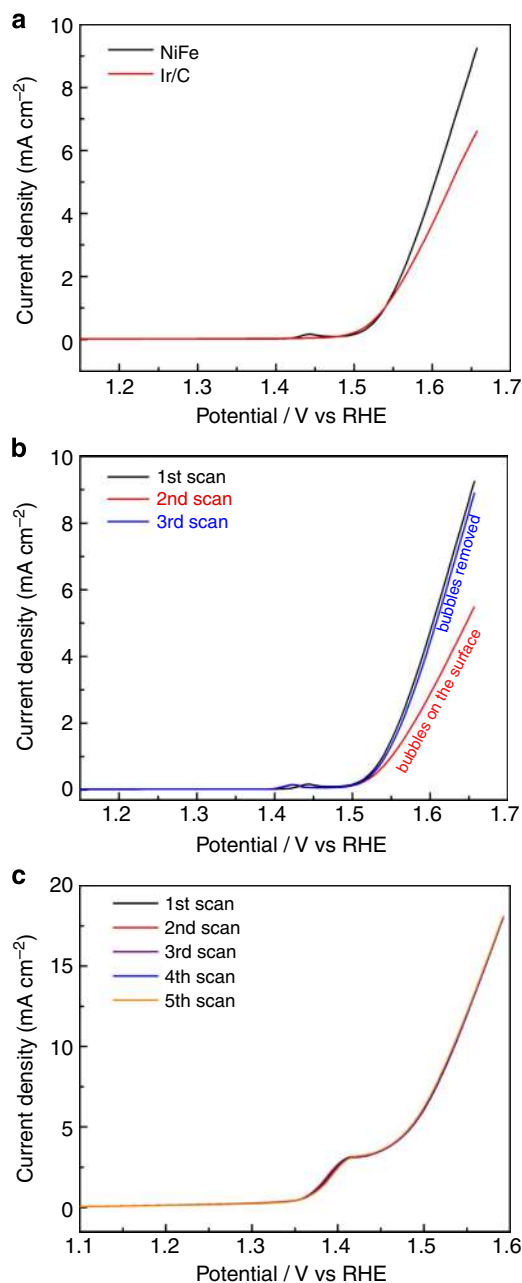 a
10
8
6
4
2
0
Current density (mA cm⁻²)
NiFe
Ir/C
1.2 1.3 1.4 1.5 1.6 1.7
Potential / V vs RHE
b
10
8
6
4
2
0
Current density (mA cm⁻²)
1st scan
2nd scan
3rd scan
bubbles removed
bubbles on the surface
1.2 1.3 1.4 1.5 1.6 1.7
Potential / V vs RHE
c
20
15
10
5
0
Current density (mA cm⁻²)
1st scan
2nd scan
3rd scan
4th scan
5th scan
1.1 1.2 1.3 1.4 1.5 1.6
Potential / V vs RHE